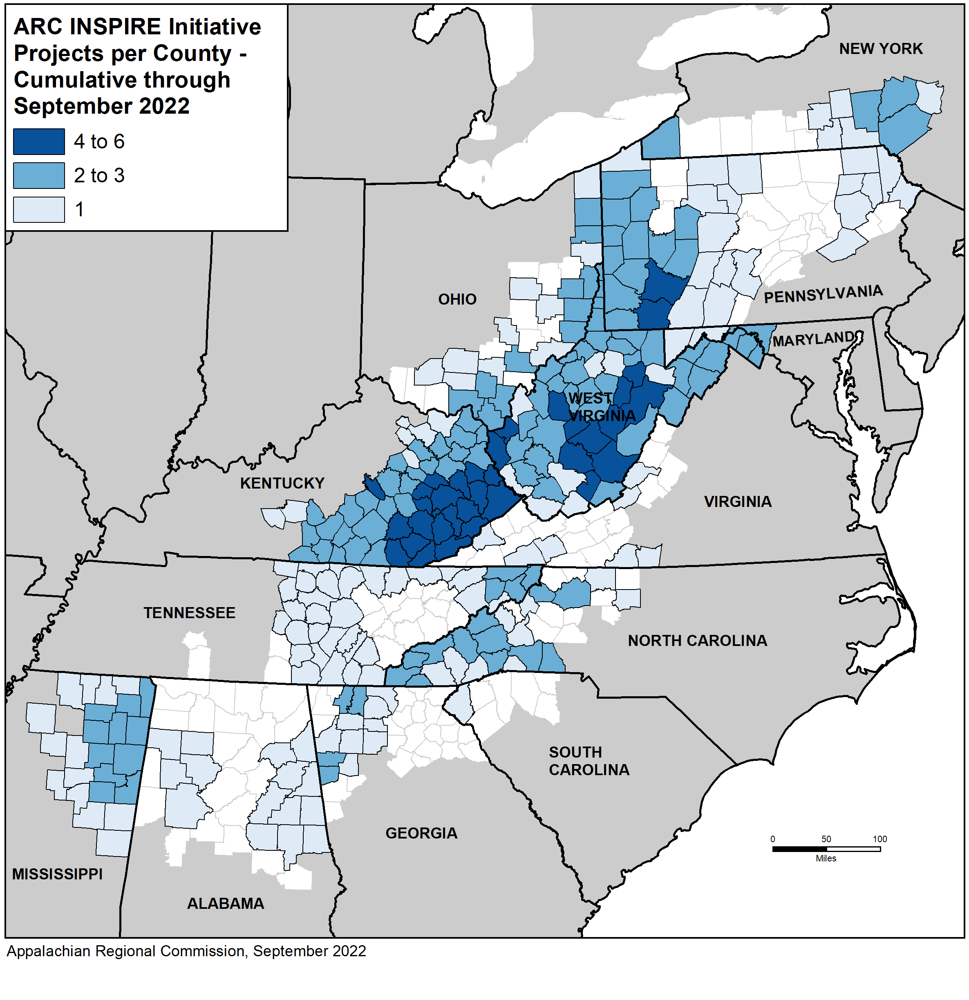 ARC INSPIRE Initiative
Projects per County -
Cumulative through
September 2022
4 to 6
2 to 3
1
NEW YORK
OHIO
PENNSYLVANIA
MARYLAND
WEST
VIRGINIA
KENTUCKY
VIRGINIA
TENNESSEE
NORTH CAROLINA
SOUTH
CAROLINA
GEORGIA
MISSISSIPPI
ALABAMA
0 50 100
Miles
Appalachian Regional Commission, September 2022